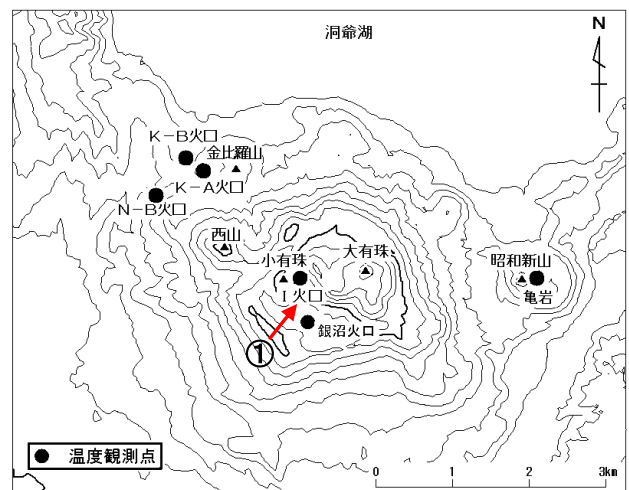 洞爺湖
N
K－B火口
金比羅山
K－A火口
N－B火口
西山
小有珠
大有珠
昭和新山
I火口
亀岩
銀沼火口
①
● 温度観測点
0 1 2 3km